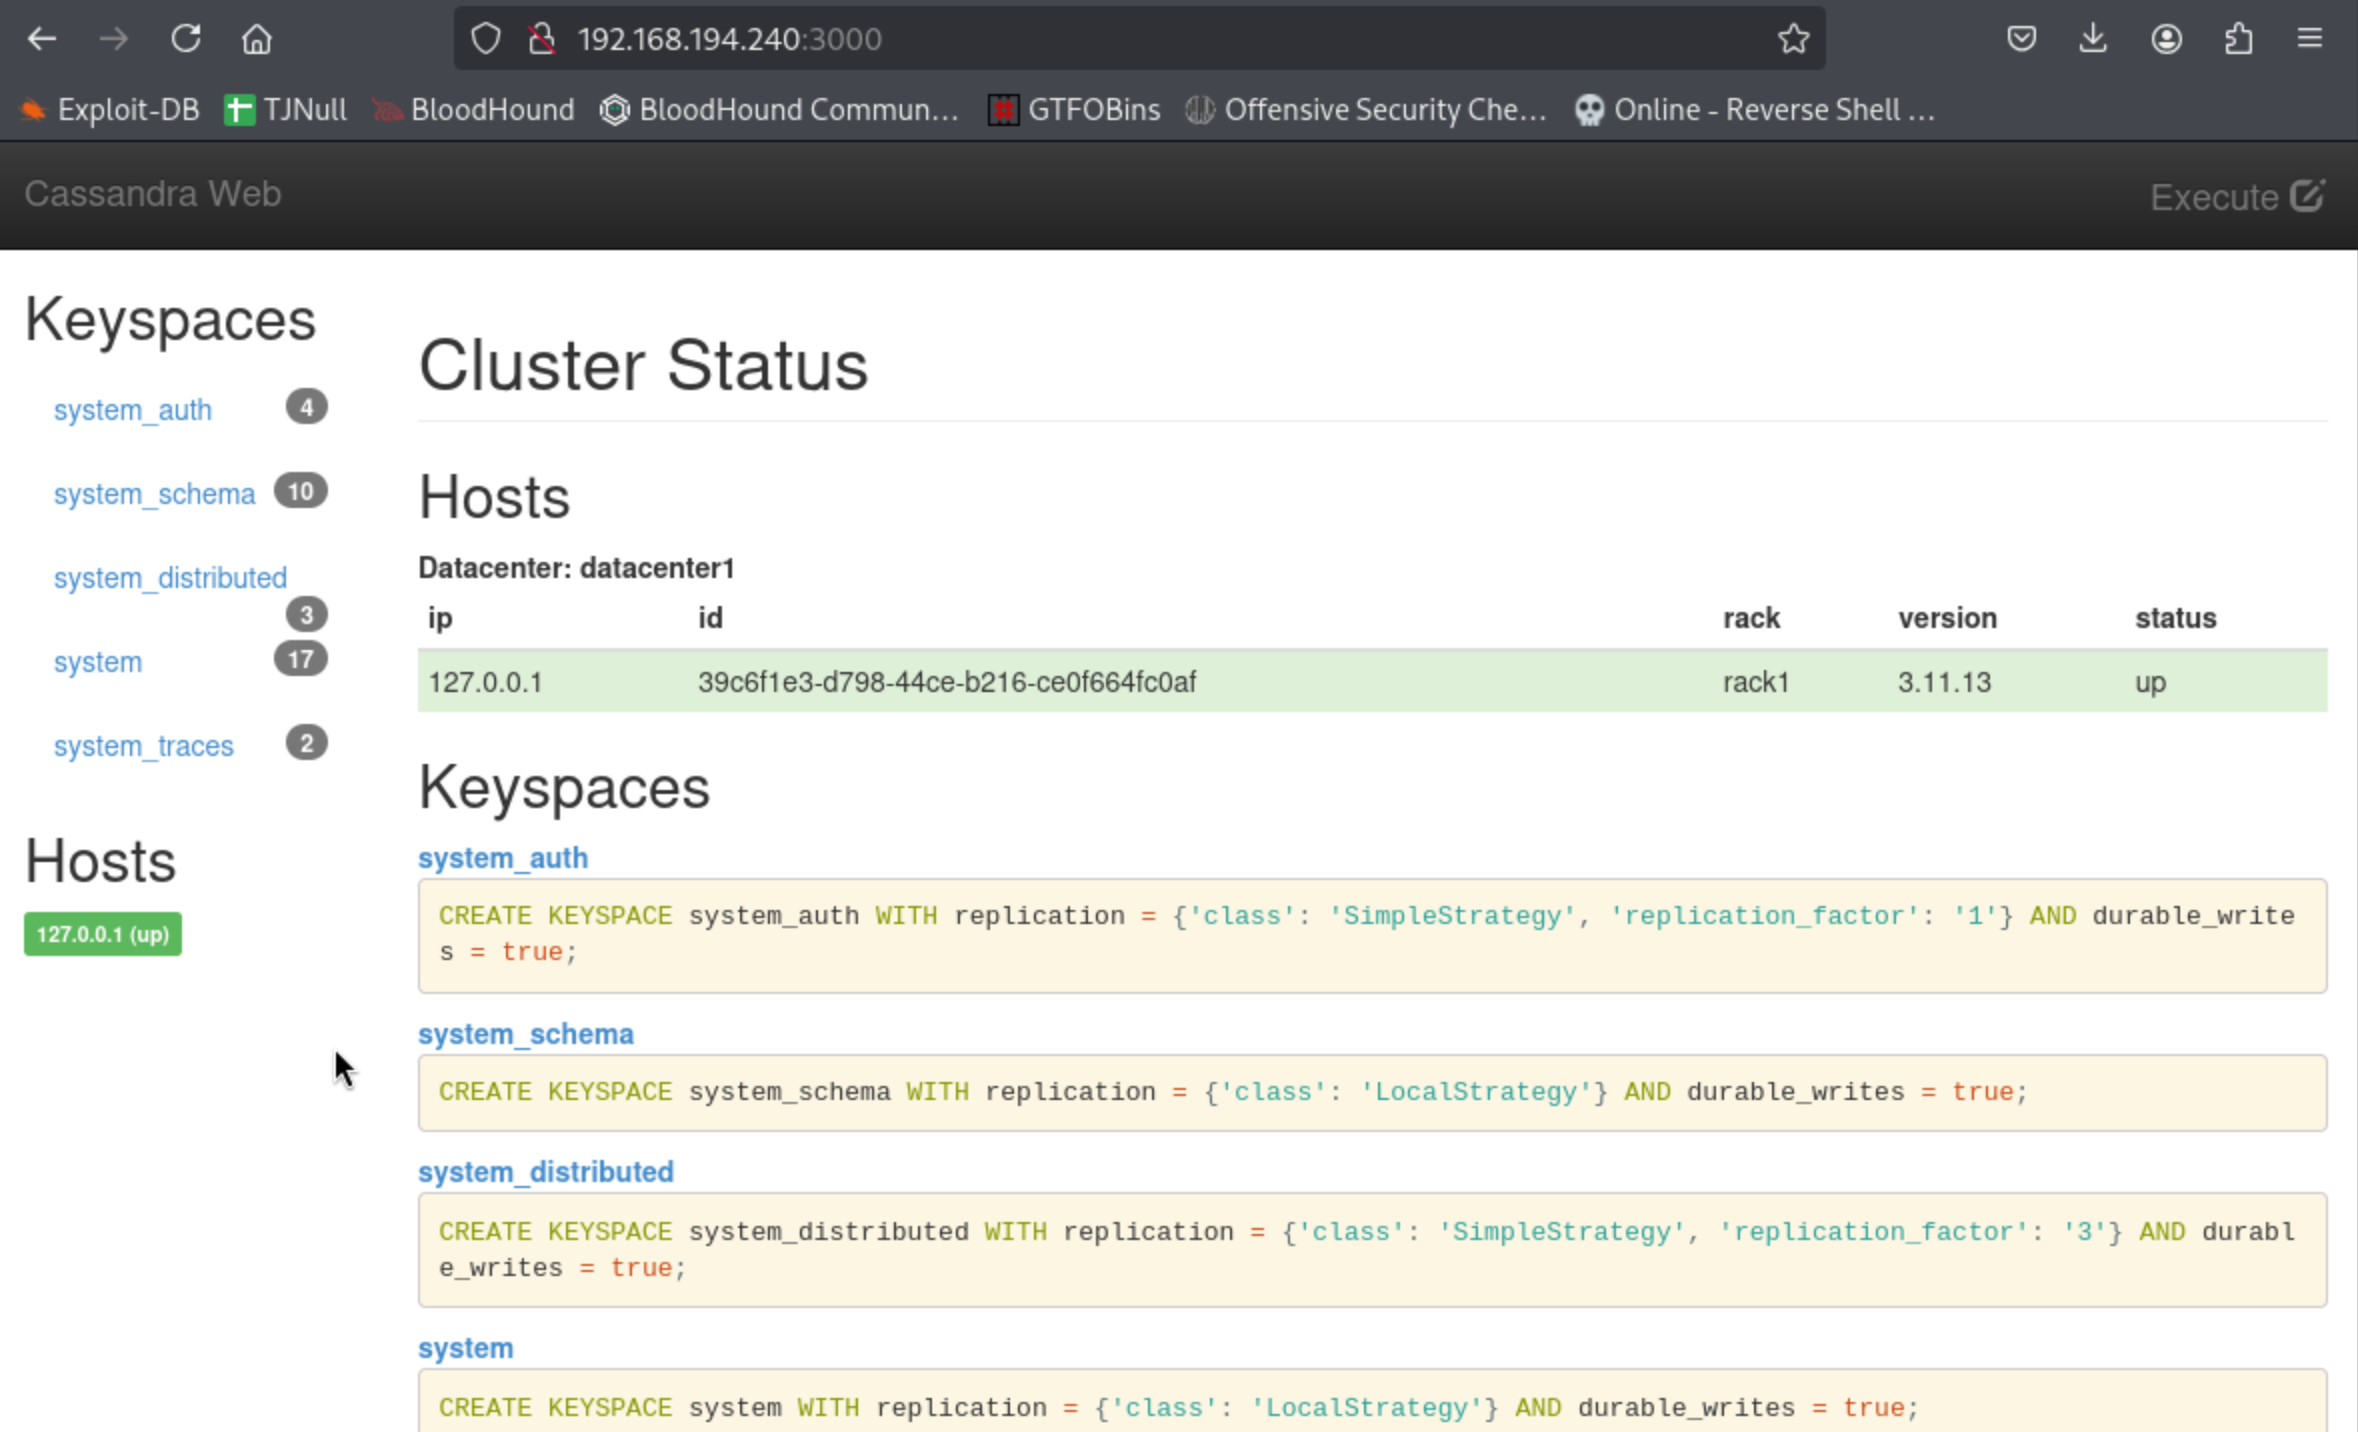 192.168.194.240:3000
Exploit-DB TJNull BloodHound BloodHound Commun... GTFOBins Offensive Security Che... Online - Reverse Shell ...
Cassandra Web
Execute
Keyspaces
system_auth 4
system_schema 10
system_distributed
3
system 17
system_traces 2
Hosts
127.0.0.1 (up)
Cluster Status
Hosts
Datacenter: datacenter1
ip id rack version status
127.0.0.1 39c6f1e3-d798-44ce-b216-ce0f664fc0af rack1 3.11.13 up
Keyspaces
system_auth
CREATE KEYSPACE system_auth WITH replication = {'class': 'SimpleStrategy', 'replication_factor': '1'} AND durable_write
s = true;
system_schema
CREATE KEYSPACE system_schema WITH replication = {'class': 'LocalStrategy'} AND durable_writes = true;
system_distributed
CREATE KEYSPACE system_distributed WITH replication = {'class': 'SimpleStrategy', 'replication_factor': '3'} AND durabl
e_writes = true;
system
CREATE KEYSPACE system WITH replication = {'class': 'LocalStrategy'} AND durable_writes = true;